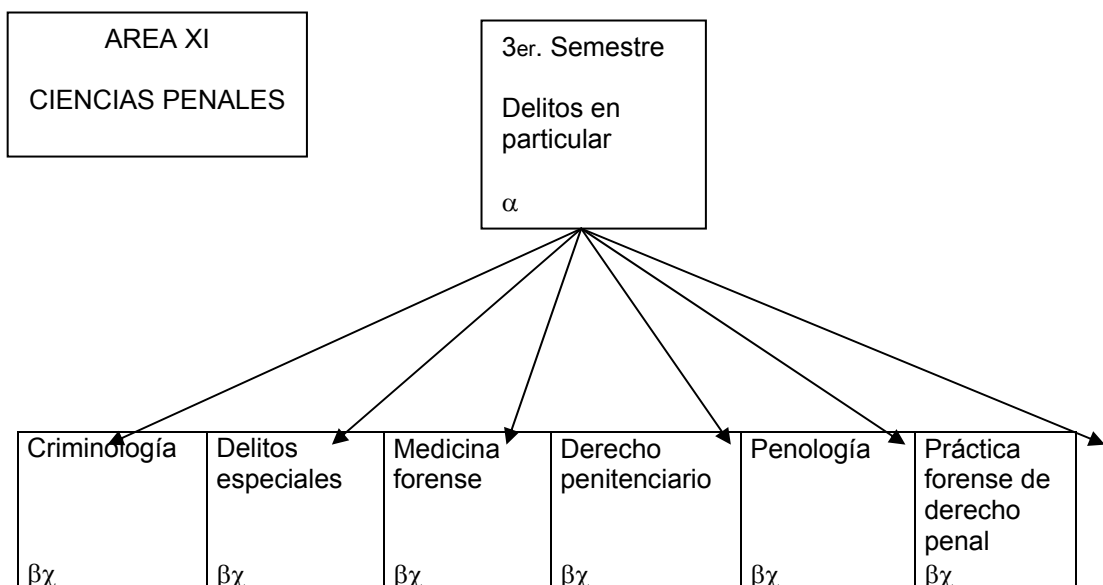 AREA XI
CIENCIAS PENALES
3er. Semestre
Delitos en
particular
α
Criminología
βχ
Delitos
especiales
βχ
Medicina
forense
βχ
Derecho
penitenciario
βχ
Penología
βχ
Práctica
forense de
derecho
penal
βχ